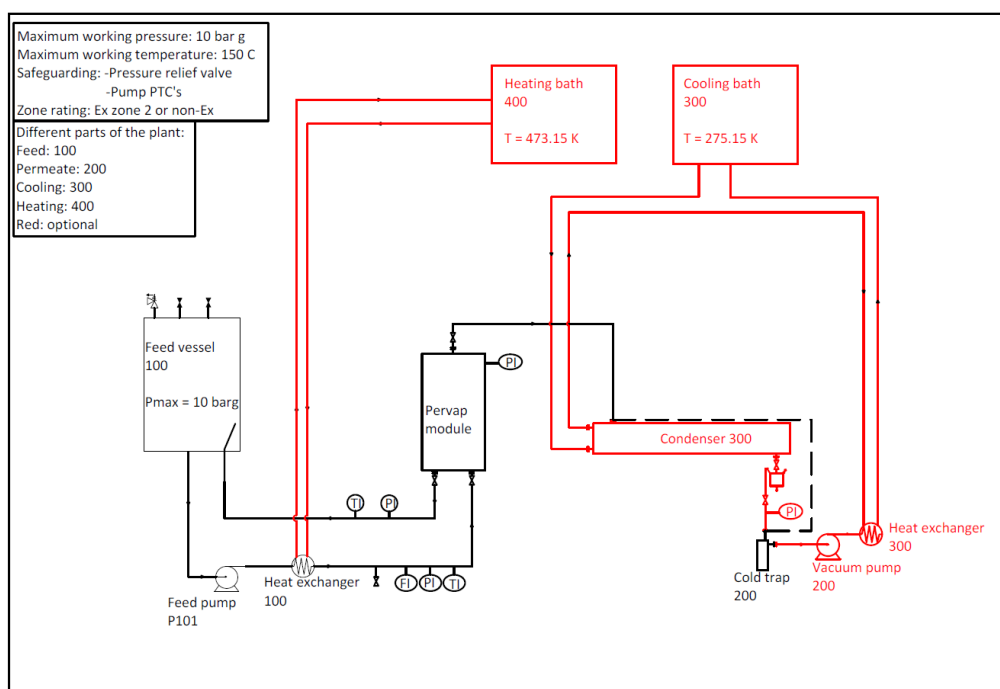 Maximum working pressure: 10 bar g
Maximum working temperature: 150 C
Safeguarding: -Pressure relief valve
-Pump PTC's
Zone rating: Ex zone 2 or non-Ex
Different parts of the plant:
Feed: 100
Permeate: 200
Cooling: 300
Heating: 400
Red: optional
Heating bath
400
T = 473.15 K
Cooling bath
300
T = 275.15 K
Feed vessel
100
Pmax = 10 barg
Pervap
module
PI
Condenser 300
TI
PI
PI
Heat exchanger
300
Vacuum pump
200
Cold trap
200
Heat exchanger
100
FI
PI
TI
Feed pump
P101